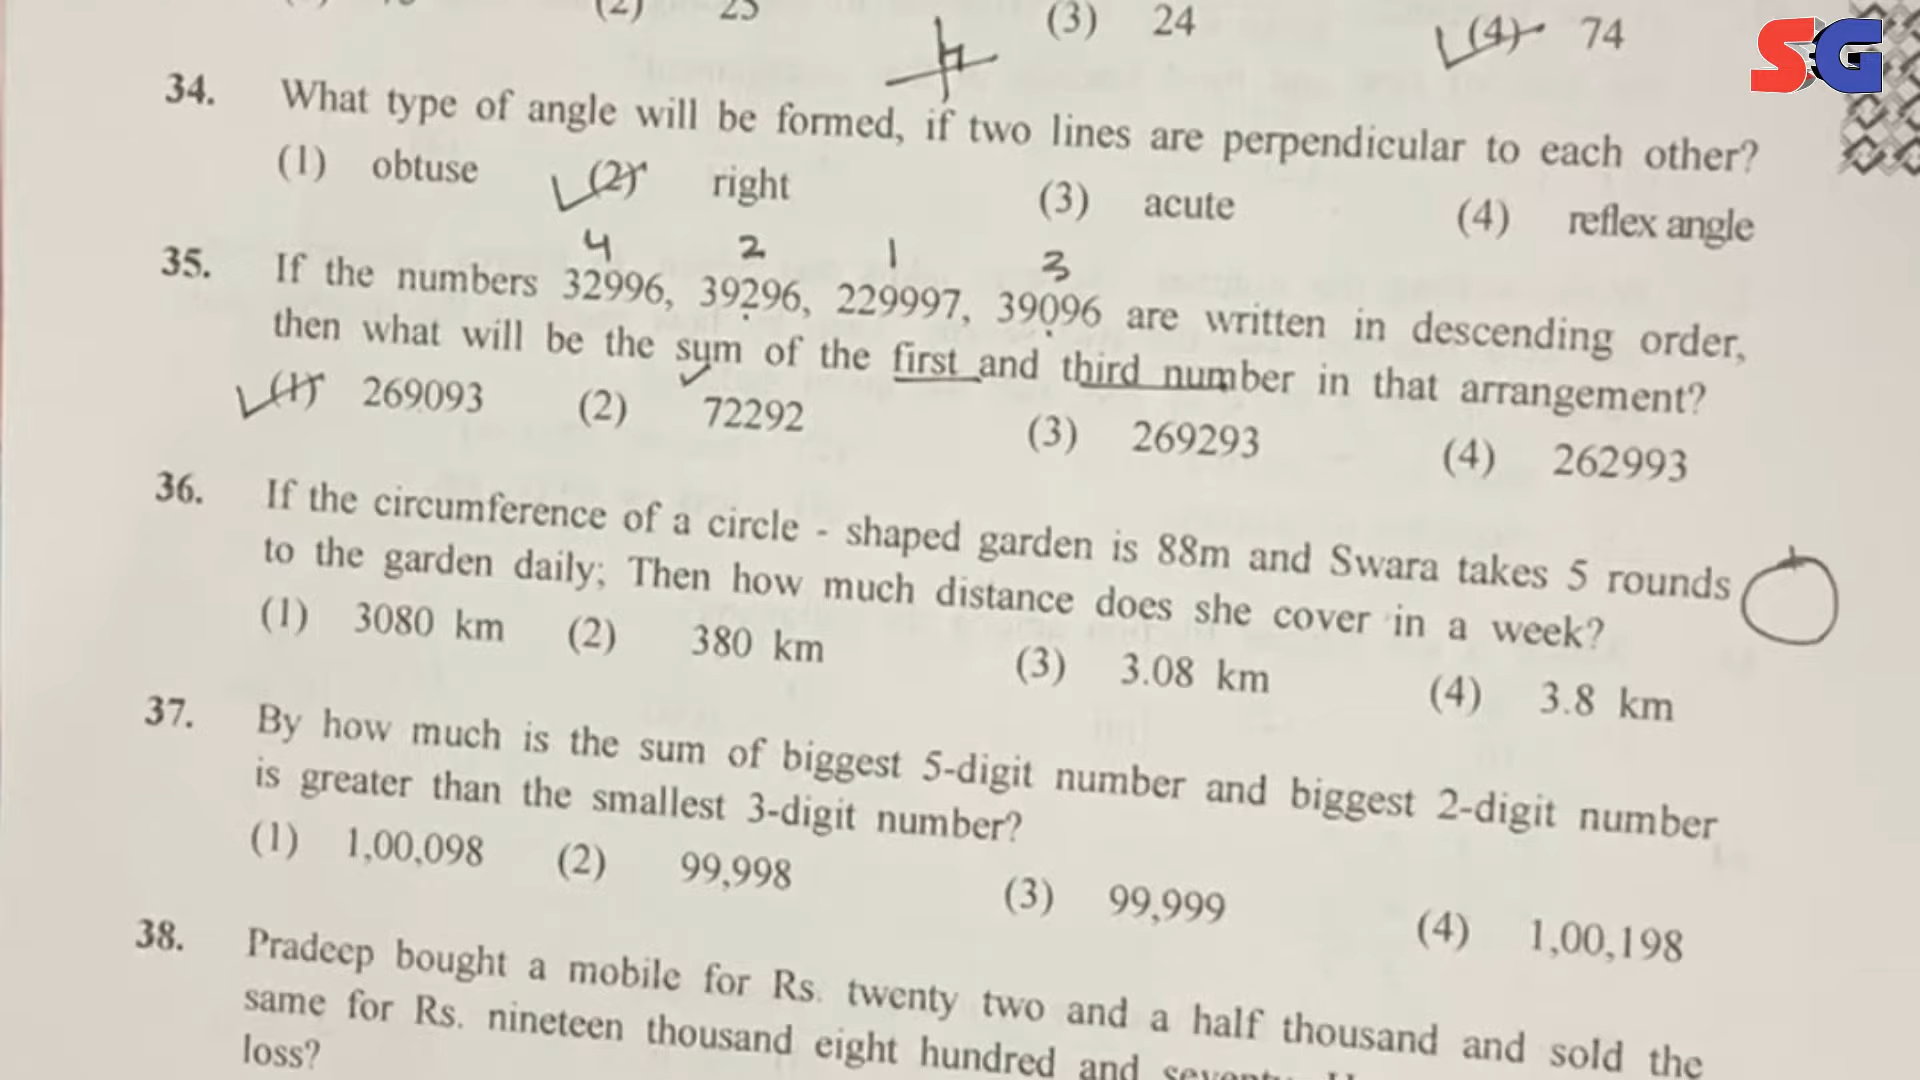 (2) 25 (3) 24 (4) 74
SG
34. What type of angle will be formed, if two lines are perpendicular to each other?
(1) obtuse (2) right (3) acute (4) reflex angle
4 2 1 3
35. If the numbers 32996, 39296, 229997, 39096 are written in descending order,
then what will be the sum of the first and third number in that arrangement?
(1) 269093 (2) 72292 (3) 269293 (4) 262993
36. If the circumference of a circle - shaped garden is 88m and Swara takes 5 rounds
to the garden daily; Then how much distance does she cover in a week?
(1) 3080 km (2) 380 km (3) 3.08 km (4) 3.8 km
37. By how much is the sum of biggest 5-digit number and biggest 2-digit number
is greater than the smallest 3-digit number?
(1) 1,00,098 (2) 99,998 (3) 99,999 (4) 1,00,198
38. Pradeep bought a mobile for Rs. twenty two and a half thousand and sold the
same for Rs. nineteen thousand eight hundred and seventy.
loss?